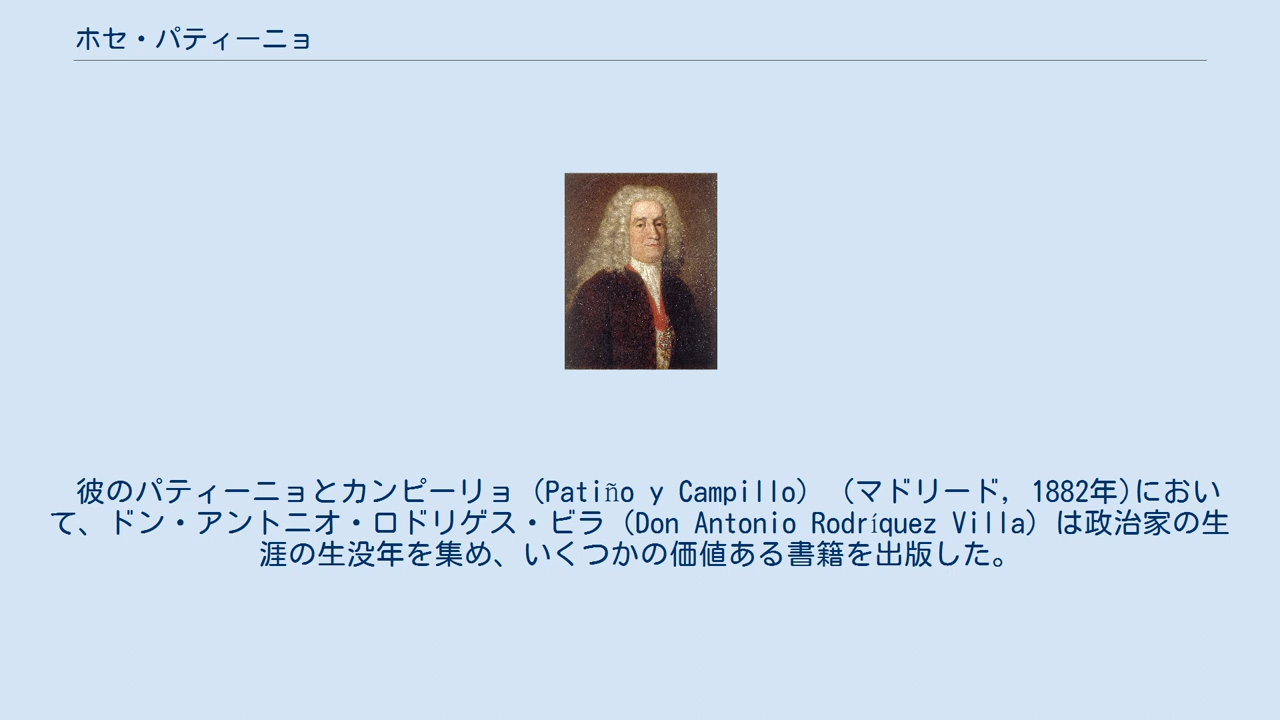 ホセ・パティーニョ
彼のパティーニョとカンピーリョ（Patiño y Campillo）（マドリード, 1882年)におい
て、ドン・アントニオ・ロドリゲス・ビラ（Don Antonio Rodríquez Villa）は政治家の生
涯の生没年を集め、いくつかの価値ある書籍を出版した。